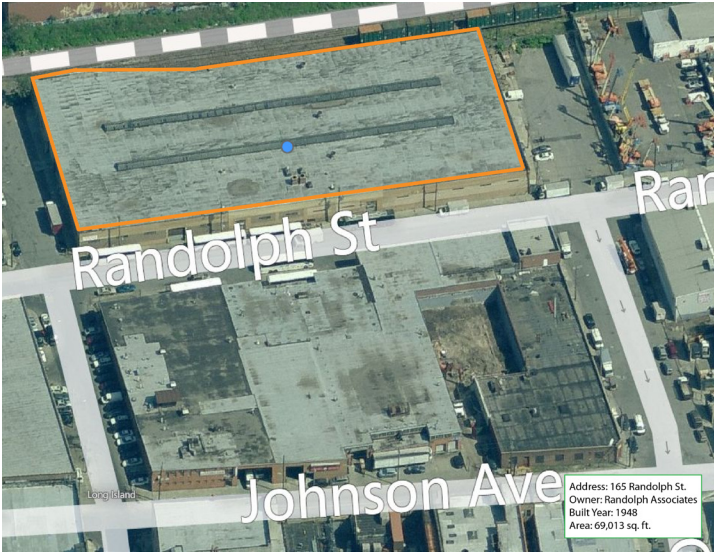 Randolph St
Ran
Long Island
Johnson Ave
Address: 165 Randolph St.
Owner: Randolph Associates
Built Year: 1948
Area: 69,013 sq. ft.